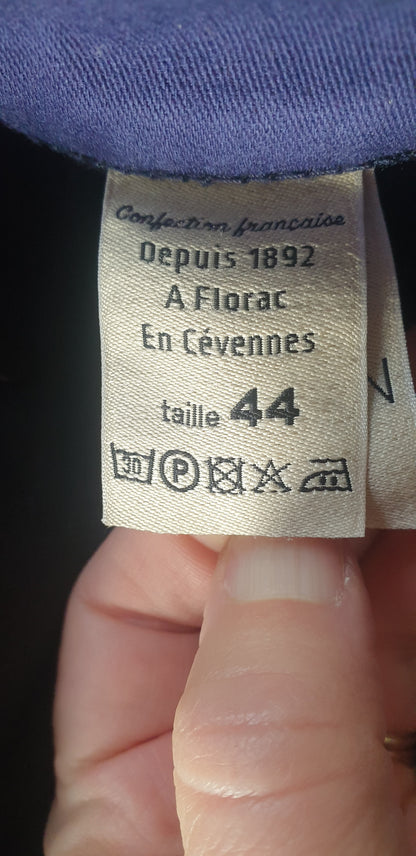 Confection française
Depuis 1892
A Florac
En Cévennes
taille 44
30 P